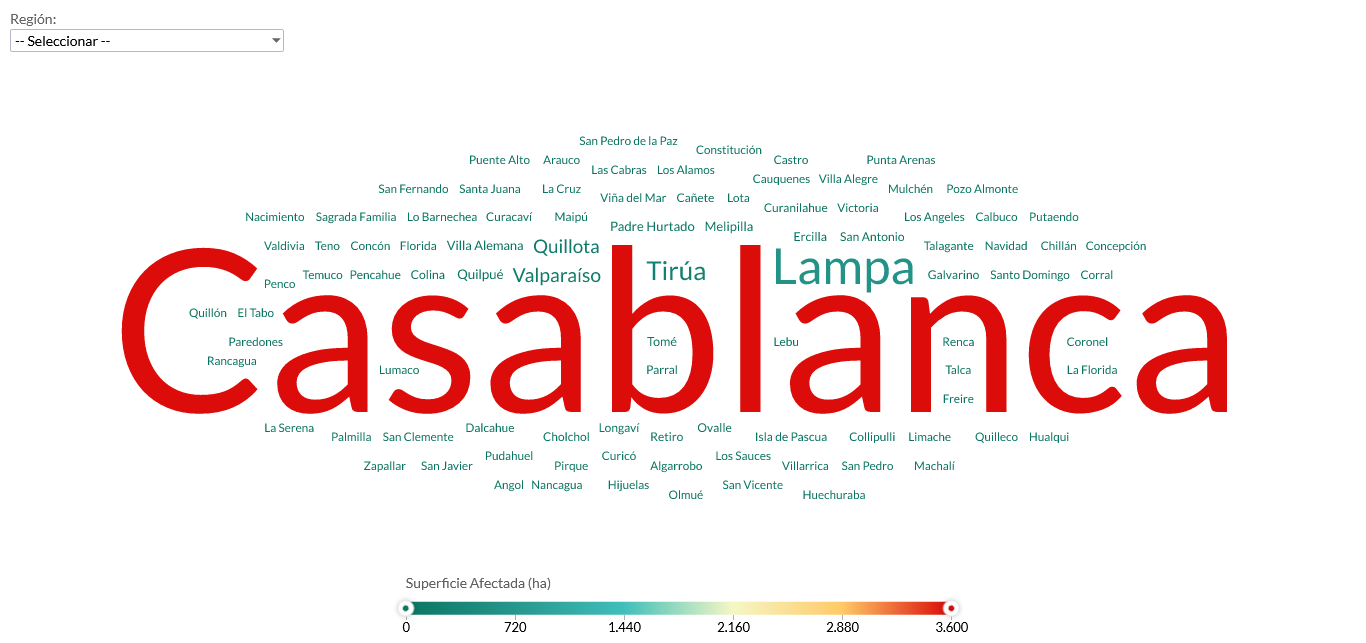 Región:
-- Seleccionar --
San Pedro de la Paz
Constitución
Puente Alto Arauco Castro Punta Arenas
Las Cabras Los Alamos
Cauquenes Villa Alegre
San Fernando Santa Juana La Cruz Mulchén Pozo Almonte
Viña del Mar Cañete Lota
Curanilahue Victoria
Nacimiento Sagrada Familia Lo Barnechea Curacaví Maipú Los Angeles Calbuco Putaendo
Padre Hurtado Melipilla
Ercilla San Antonio
Valdivia Teno Concón Florida Villa Alemana Quillota Talagante Navidad Chillán Concepción
Temuco Pencahue Colina Quilpué Valparaíso Tirúa Lampa Galvarino Santo Domingo Corral
Penco
Quillón El Tabo
Casablanca
Paredones Tomé Lebu Renca Coronel
Rancagua
Lumaco Parral Talca La Florida
Freire
La Serena Dalcahue Longaví Ovalle
Palmilla San Clemente Cholchol Retiro Isla de Pascua Collipulli Limache Quilleco Hualqui
Pudahuel Curicó Los Sauces
Zapallar San Javier Pirque Algarrobo Villarrica San Pedro Machalí
Angol Nancagua Hijuelas San Vicente
Olmué Huechuraba
Superficie Afectada (ha)
0 720 1.440 2.160 2.880 3.600